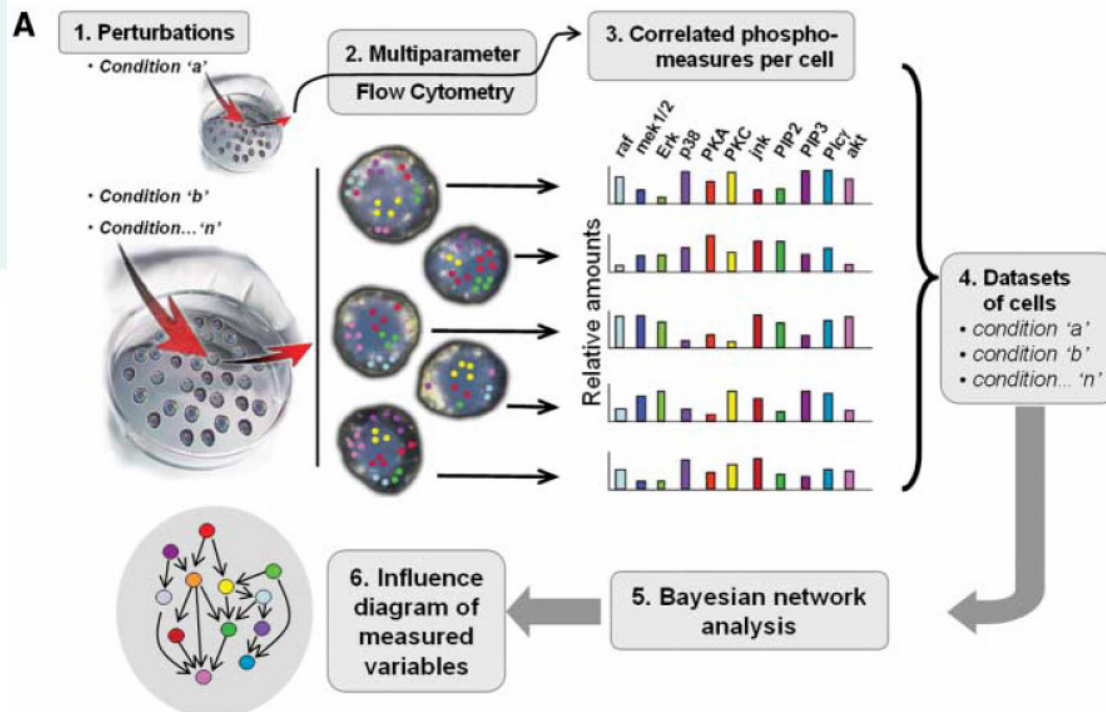 A
1. Perturbations
• Condition 'a'
2. Multiparameter
Flow Cytometry
3. Correlated phospho-
measures per cell
raf
mek1/2
Erk
p38
PKA
PKC
jnk
PIP2
PIP3
Plcγ
akt
• Condition 'b'
• Condition... 'n'
Relative amounts
4. Datasets
of cells
• condition 'a'
• condition 'b'
• condition... 'n'
5. Bayesian network
analysis
6. Influence
diagram of
measured
variables